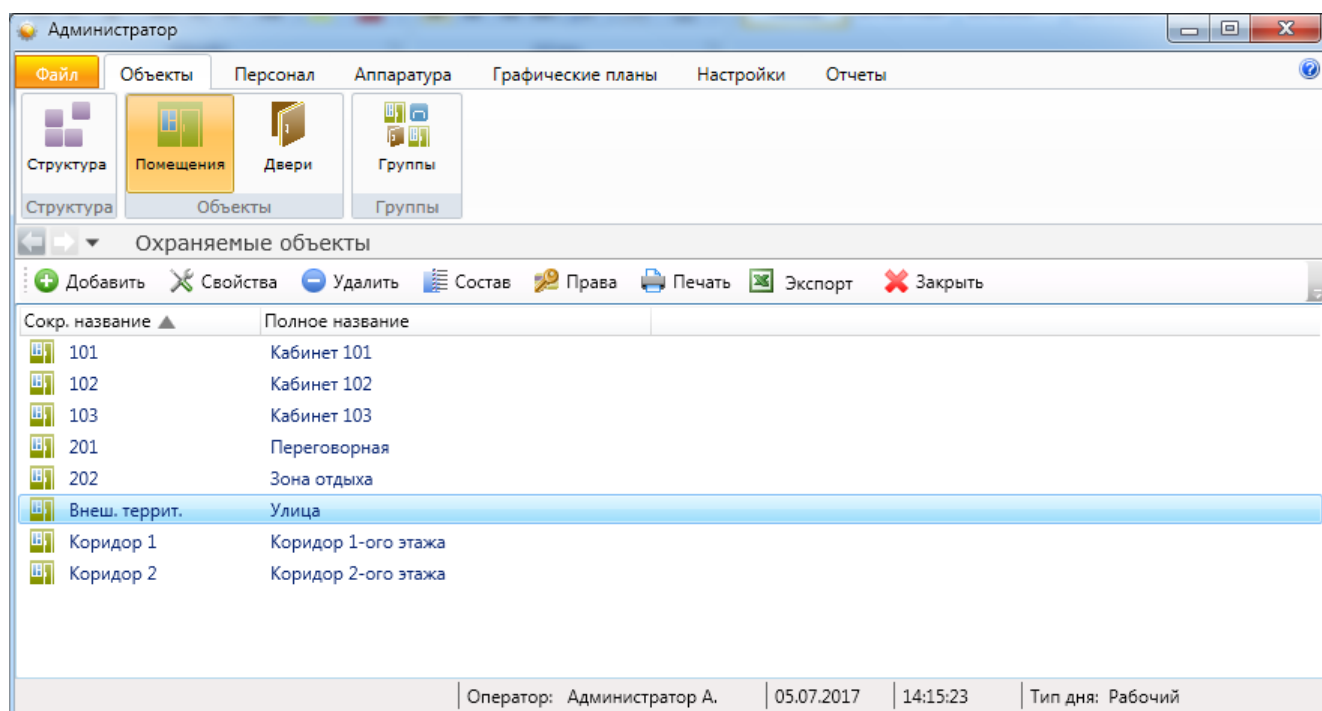 Администратор
Файл Объекты Персонал Аппаратура Графические планы Настройки Отчеты
Структура Помещения Двери Группы
Структура Объекты Группы
Охраняемые объекты
Добавить Свойства Удалить Состав Права Печать Экспорт Закрыть
Сокр. название Полное название
101 Кабинет 101
102 Кабинет 102
103 Кабинет 103
201 Переговорная
202 Зона отдыха
Внеш. террит. Улица
Коридор 1 Коридор 1-ого этажа
Коридор 2 Коридор 2-ого этажа
Оператор: Администратор А. 05.07.2017 14:15:23 Тип дня: Рабочий